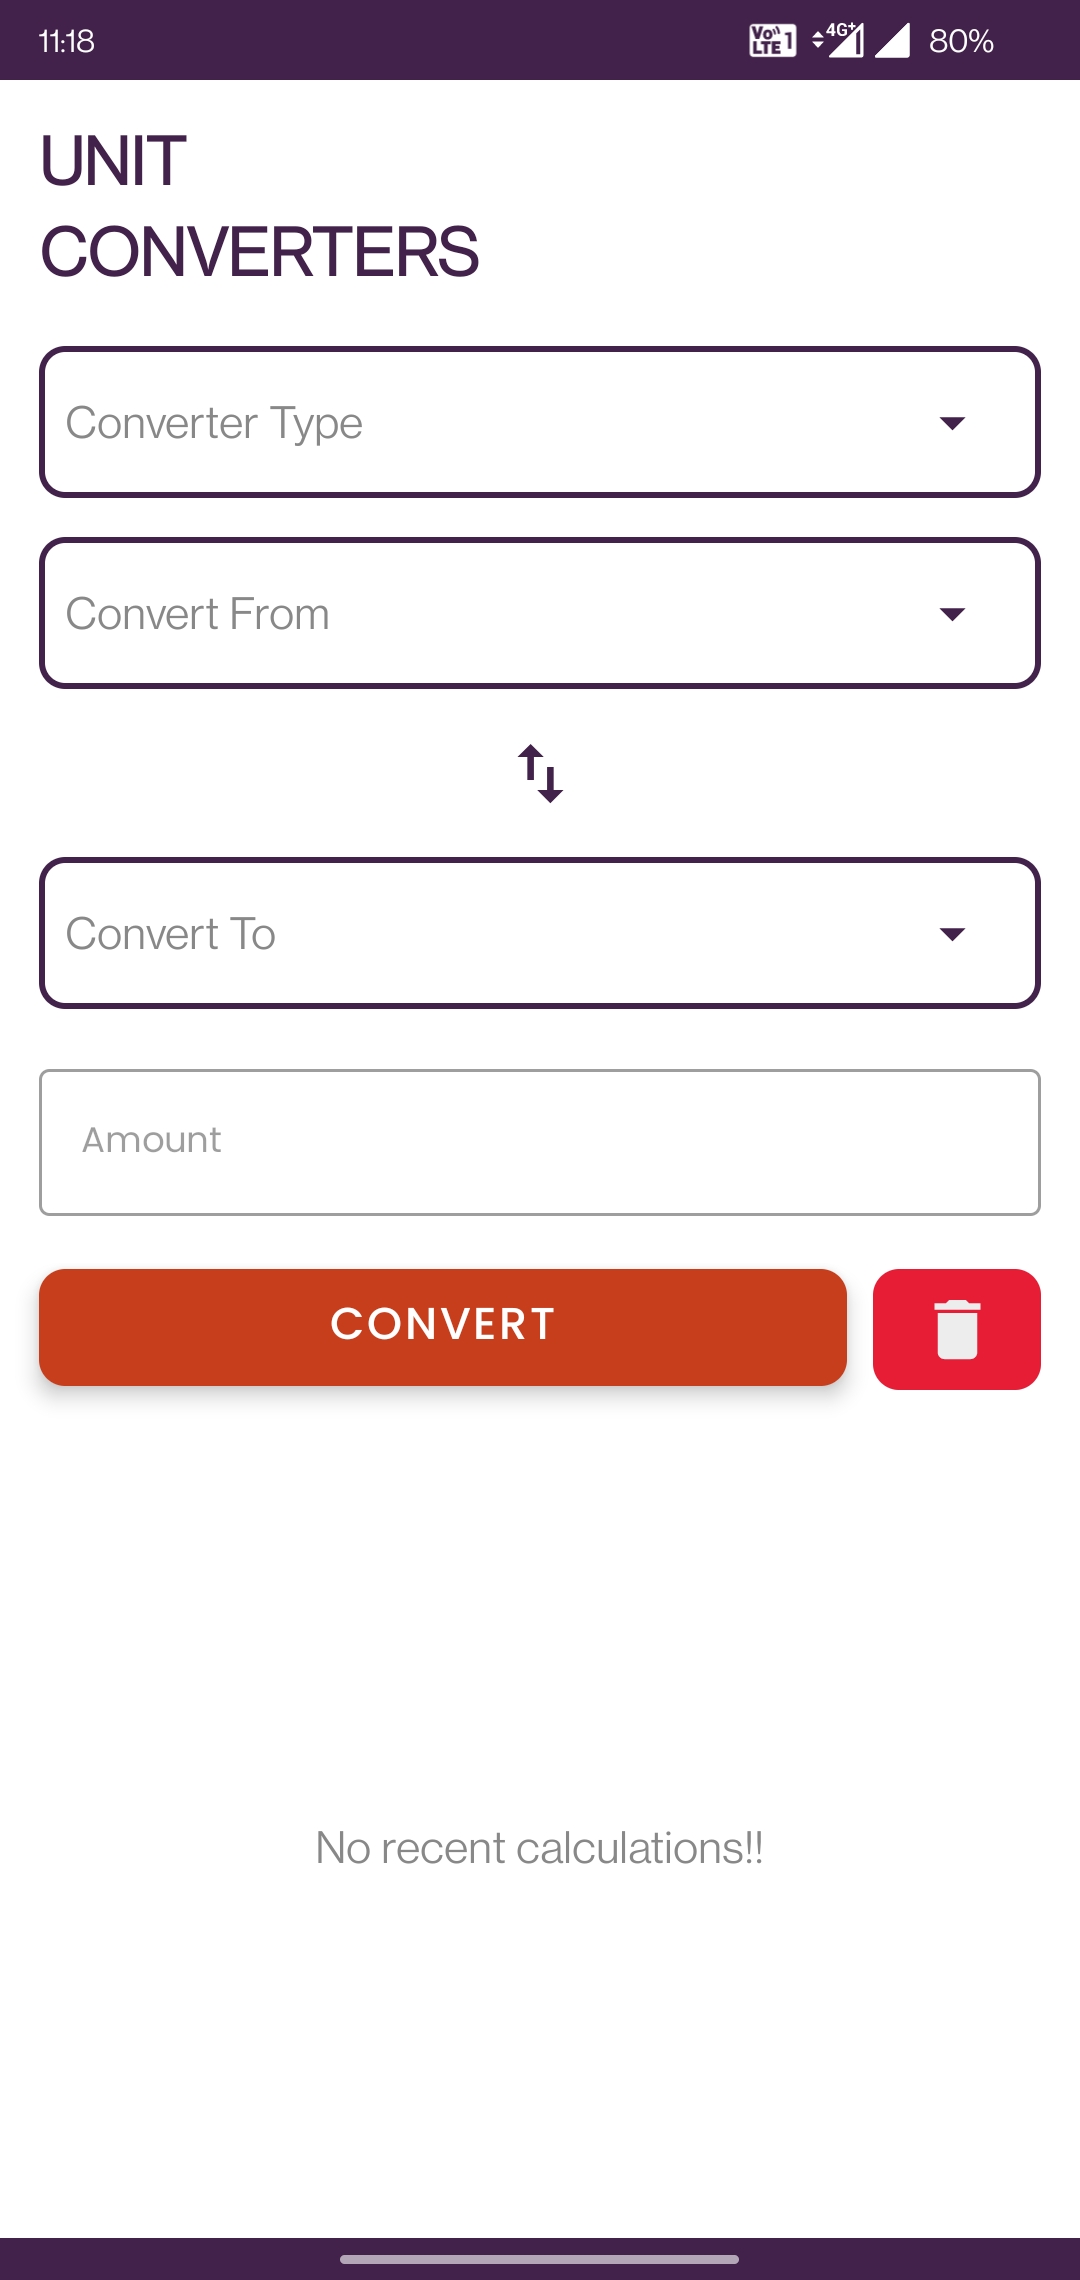 11:18 Vo LTE 1 4G+ 80%
UNIT
CONVERTERS
Converter Type
Convert From
Convert To
Amount
CONVERT
No recent calculations!!